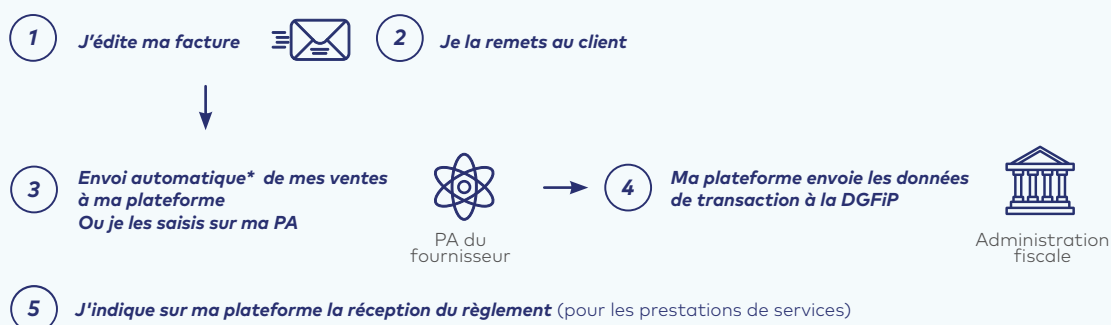 1 J'édite ma facture
2 Je la remets au client
3 Envoi automatique* de mes ventes
à ma plateforme
Ou je les saisis sur ma PA
PA du
fournisseur
4 Ma plateforme envoie les données
de transaction à la DGFiP
Administration
fiscale
5 J'indique sur ma plateforme la réception du règlement (pour les prestations de services)